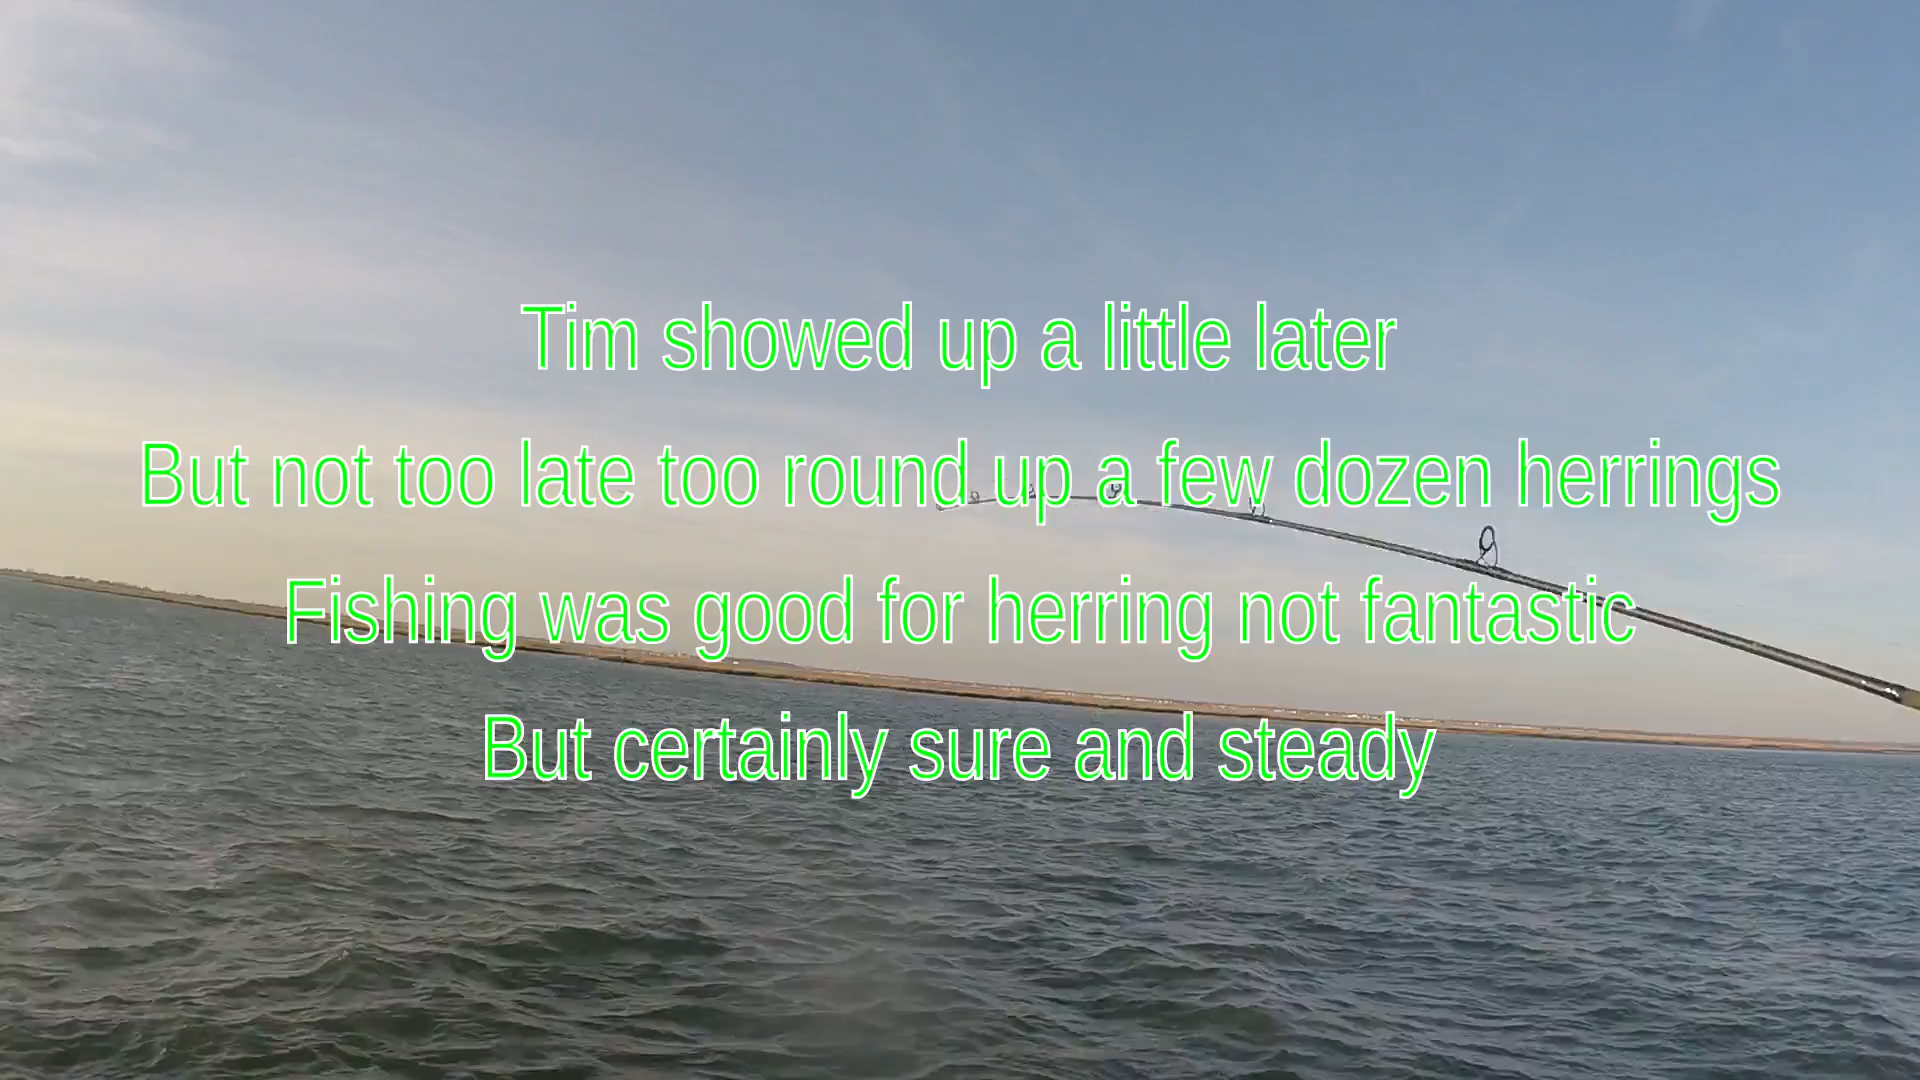 Tim showed up a little later
But not too late too round up a few dozen herrings
Fishing was good for herring not fantastic
But certainly sure and steady